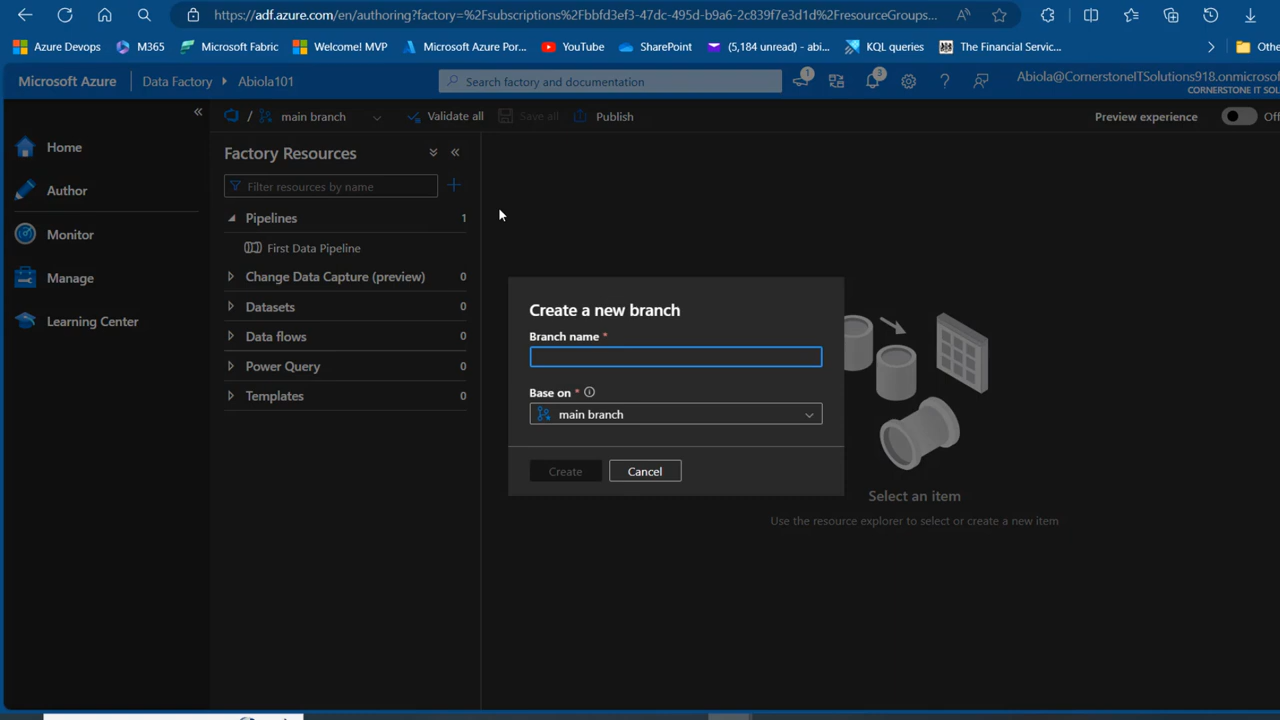 https://adf.azure.com/en/authoring?factory=%2Fsubscriptions%2Fbbfd3ef3-47dc-495d-b9a6-2c839f7e3d1d%2FresourceGroups...
Azure Devops M365 Microsoft Fabric Welcome! MVP Microsoft Azure Por... YouTube SharePoint (5,184 unread) - abi... KQL queries The Financial Servic... Othe
Microsoft Azure Data Factory Abiola101 Search factory and documentation 1 3 Abiola@CornerstoneITSolutions918.onmicroso
CORNERSTONE IT SOL
/ main branch Validate all Save all Publish Preview experience Off
Home
Author
Monitor
Manage
Learning Center
Factory Resources
Filter resources by name
Pipelines 1
First Data Pipeline
Change Data Capture (preview) 0
Datasets 0
Data flows 0
Power Query 0
Templates 0
Create a new branch
Branch name *
Base on *
main branch
Create Cancel
Select an item
Use the resource explorer to select or create a new item